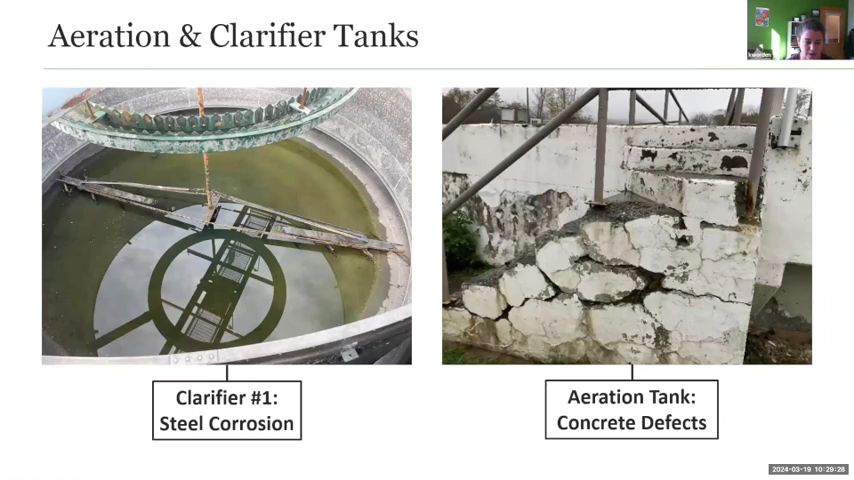 Aeration & Clarifier Tanks
Clarifier #1:
Steel Corrosion
Aeration Tank:
Concrete Defects
2024-03-19 10:29:28